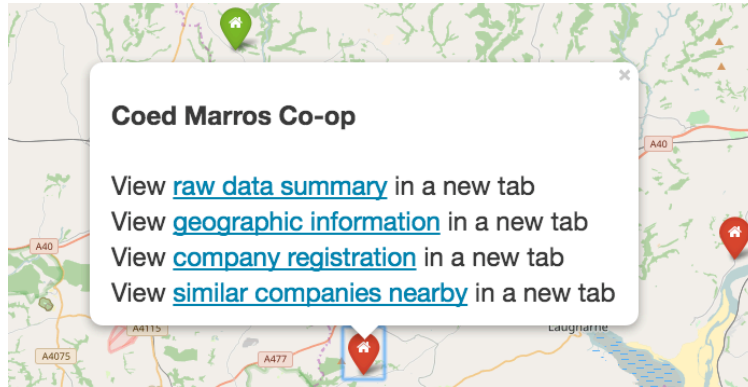 ×
Coed Marros Co-op
A40
View raw data summary in a new tab
View geographic information in a new tab
A40
View company registration in a new tab
View similar companies nearby in a new tab
A4115
Laugharne
A4075
A477